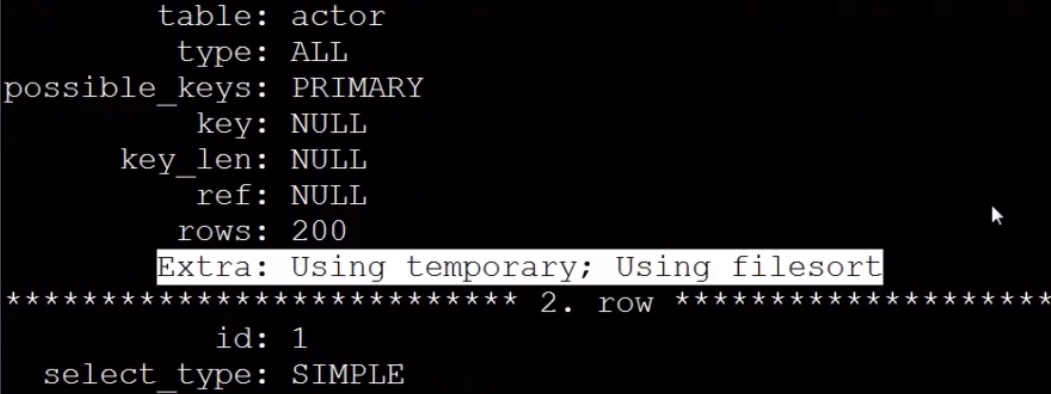 table: actor
type: ALL
possible_keys: PRIMARY
key: NULL
key_len: NULL
ref: NULL
rows: 200
Extra: Using temporary; Using filesort
*************************** 2. row ********************
id: 1
select_type: SIMPLE